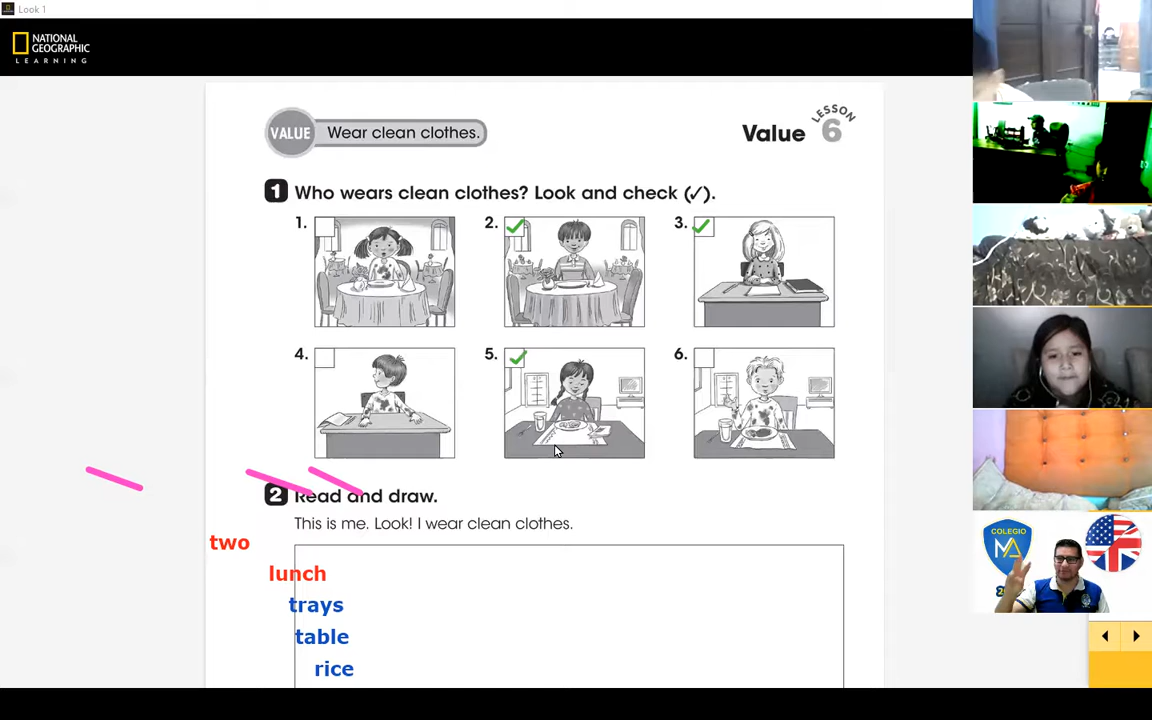 Look 1
NATIONAL
GEOGRAPHIC
LEARNING
VALUE Wear clean clothes.
Value LESSON 6
1 Who wears clean clothes? Look and check (✓).
1. 2. 3.
4. 5. 6.
2 Read and draw.
This is me. Look! I wear clean clothes.
two
lunch
trays
table
rice
COLEGIO
MA